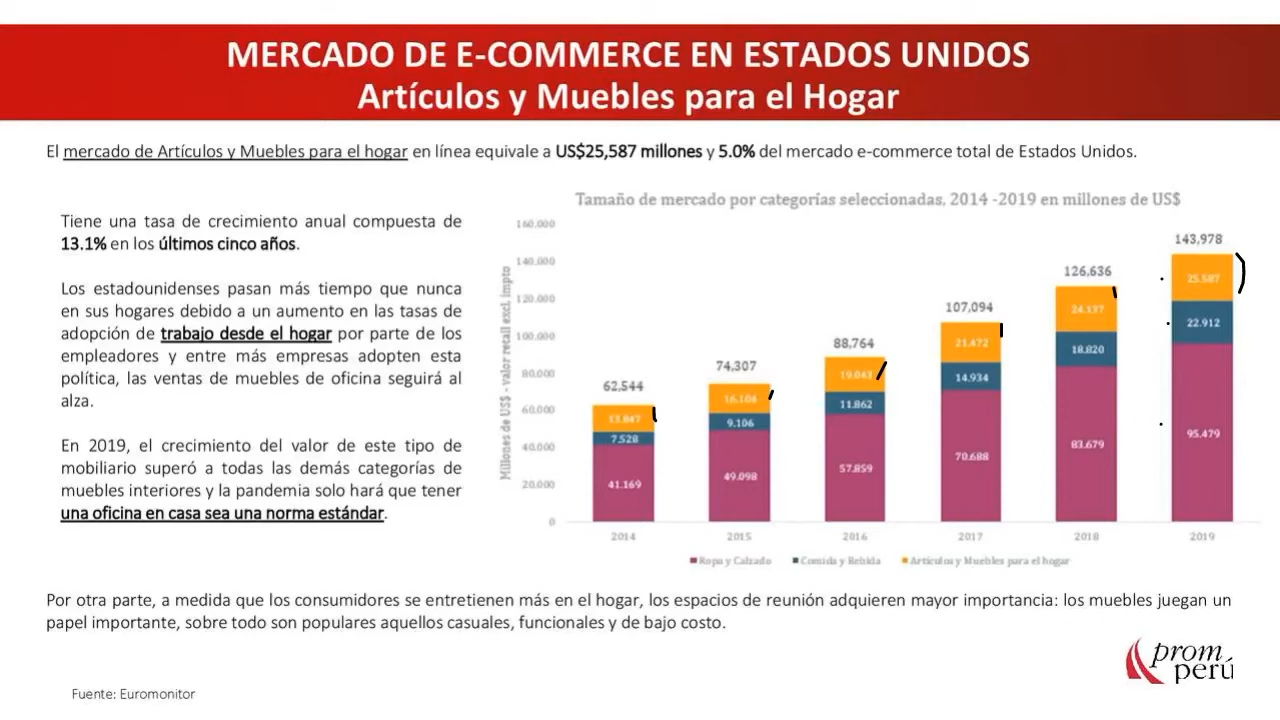 MERCADO DE E-COMMERCE EN ESTADOS UNIDOS
Artículos y Muebles para el Hogar
El mercado de Artículos y Muebles para el hogar en línea equivale a US$25,587 millones y 5.0% del mercado e-commerce total de Estados Unidos.
Tiene una tasa de crecimiento anual compuesta de
13.1% en los últimos cinco años.
Los estadounidenses pasan más tiempo que nunca
en sus hogares debido a un aumento en las tasas de
adopción de trabajo desde el hogar por parte de los
empleadores y entre más empresas adopten esta
política, las ventas de muebles de oficina seguirá al
alza.
En 2019, el crecimiento del valor de este tipo de
mobiliario superó a todas las demás categorías de
muebles interiores y la pandemia solo hará que tener
una oficina en casa sea una norma estándar.
Tamaño de mercado por categorías seleccionadas, 2014 -2019 en millones de US$
Millones de US$ - valor retail excl. impto
160.000
140.000
120.000
100.000
80.000
60.000
40.000
20.000
0
62,544
13.847
7.528
41.169
74,307
16.104
9.106
49.098
88,764
19.043
11.862
57.859
107,094
21.472
14.934
70.688
126,636
24.137
18.820
83.679
143,978
25.587
22.912
95.479
2014 2015 2016 2017 2018 2019
Ropa y Calzado Comida y Bebida Artículos y Muebles para el hogar
Por otra parte, a medida que los consumidores se entretienen más en el hogar, los espacios de reunión adquieren mayor importancia: los muebles juegan un
papel importante, sobre todo son populares aquellos casuales, funcionales y de bajo costo.
prom
perú
Fuente: Euromonitor